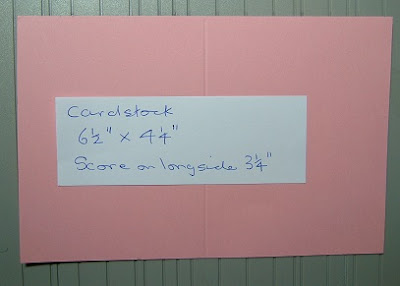 Cardstock
6½" x 4¼"
Score on longside 3¼"